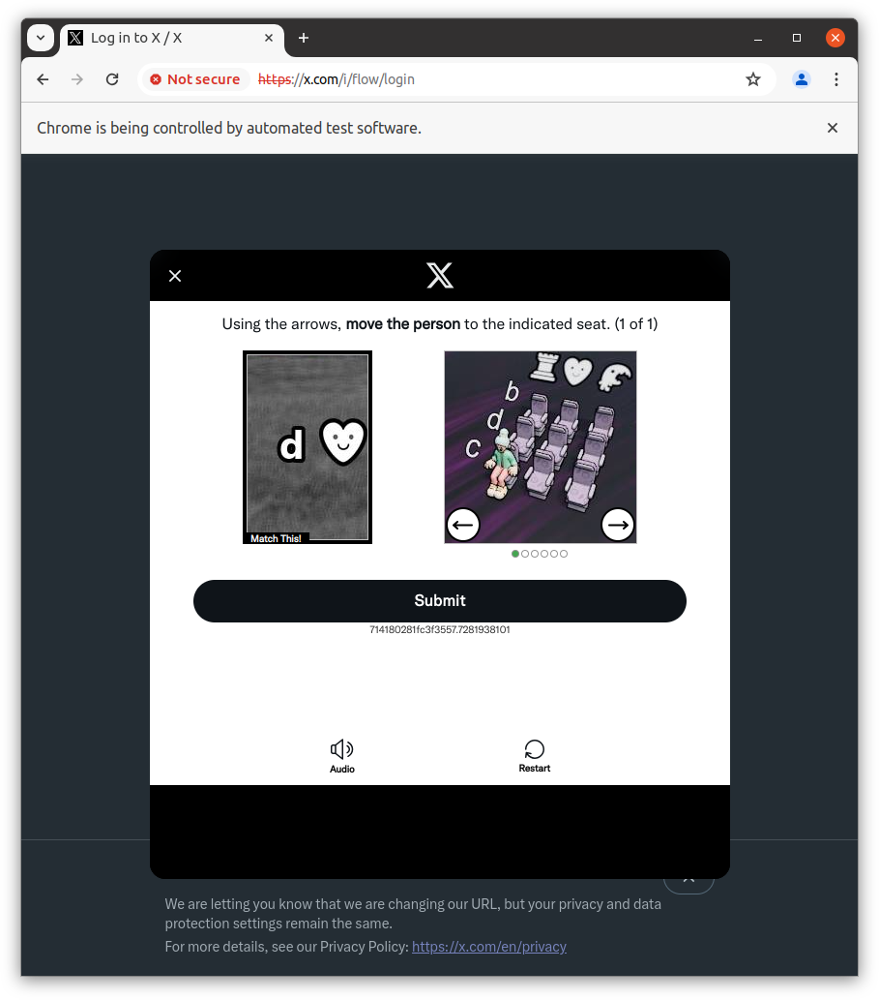 Log in to X / X
Not secure
https://x.com/i/flow/login
Chrome is being controlled by automated test software.
Using the arrows, move the person to the indicated seat. (1 of 1)
d
Match This!
b
d
c
Submit
714180281fc3f3557.7281938101
Audio
Restart
We are letting you know that we are changing our URL, but your privacy and data
protection settings remain the same.
For more details, see our Privacy Policy: https://x.com/en/privacy